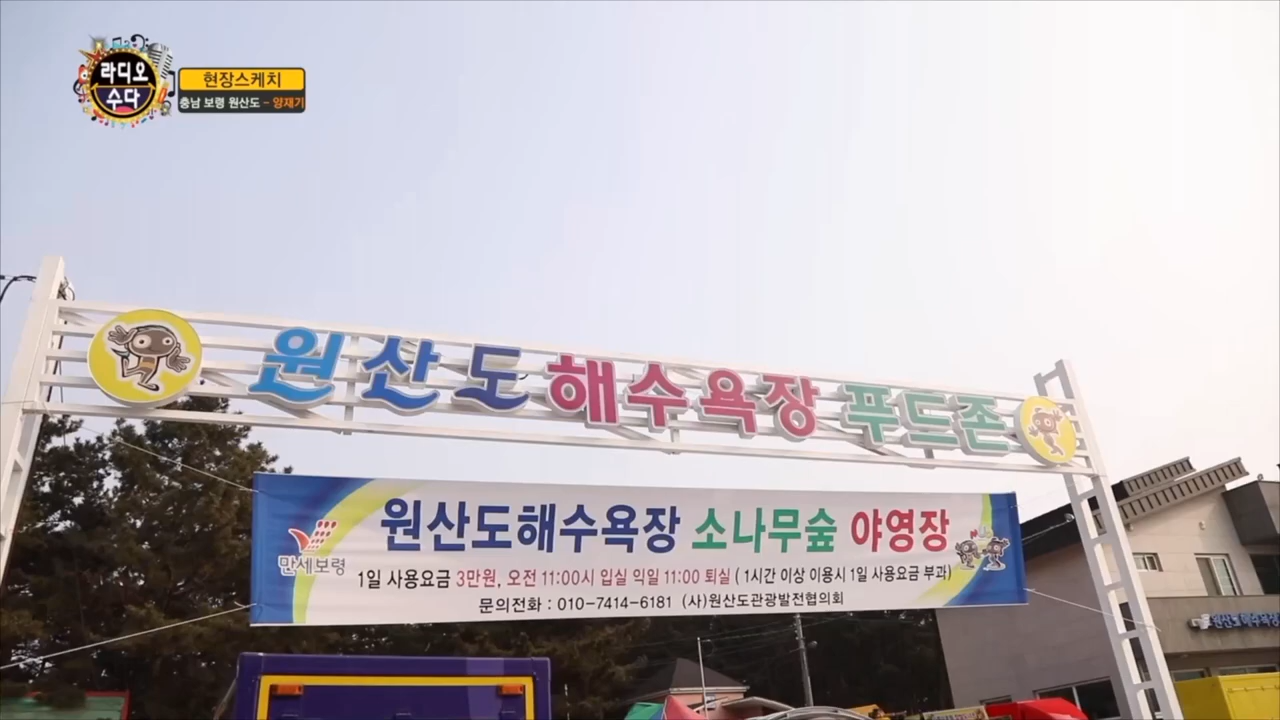 라디오
수다
현장스케치
충남 보령 원산도 - 양재기
원산도 해수욕장 푸드존
만세보령
원산도해수욕장 소나무숲 야영장
1일 사용요금 3만원, 오전 11:00시 입실 익일 11:00 퇴실 ( 1시간 이상 이용시 1일 사용요금 부과)
문의전화 : 010-7414-6181 (사)원산도관광발전협의회
원산도해수욕장